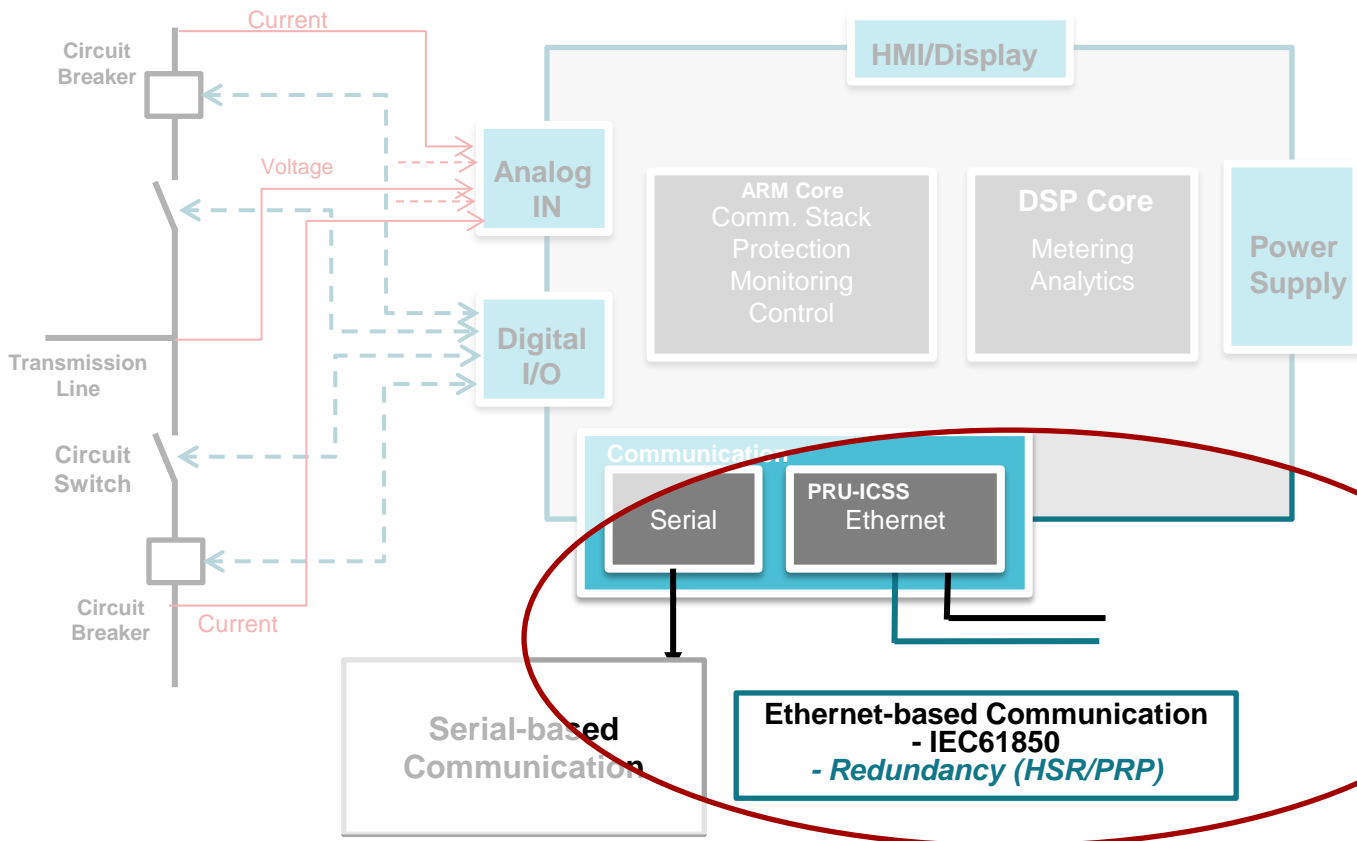 Current
Circuit
Breaker
HMI/Display
Voltage
Analog
IN
ARM Core
Comm. Stack
Protection
Monitoring
Control
DSP Core
Metering
Analytics
Power
Supply
Digital
I/O
Transmission
Line
Circuit
Switch
Communication
Serial
PRU-ICSS
Ethernet
Circuit
Breaker
Current
Serial-based
Communication
Ethernet-based Communication
- IEC61850
- Redundancy (HSR/PRP)